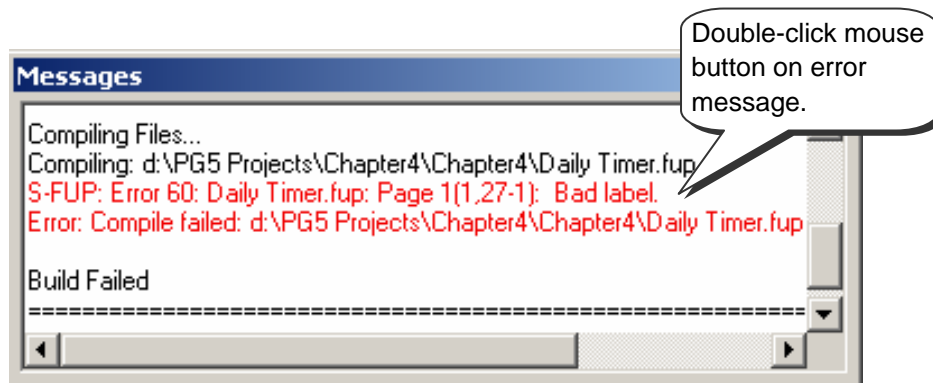 Double-click mouse
button on error
message.
Messages
Compiling Files...
Compiling: d:\PG5 Projects\Chapter4\Chapter4\Daily Timer.fup
S-FUP: Error 60: Daily Timer.fup: Page 1(1,27-1):  Bad label.
Error: Compile failed: d:\PG5 Projects\Chapter4\Chapter4\Daily Timer.fup
Build Failed
==========================================================